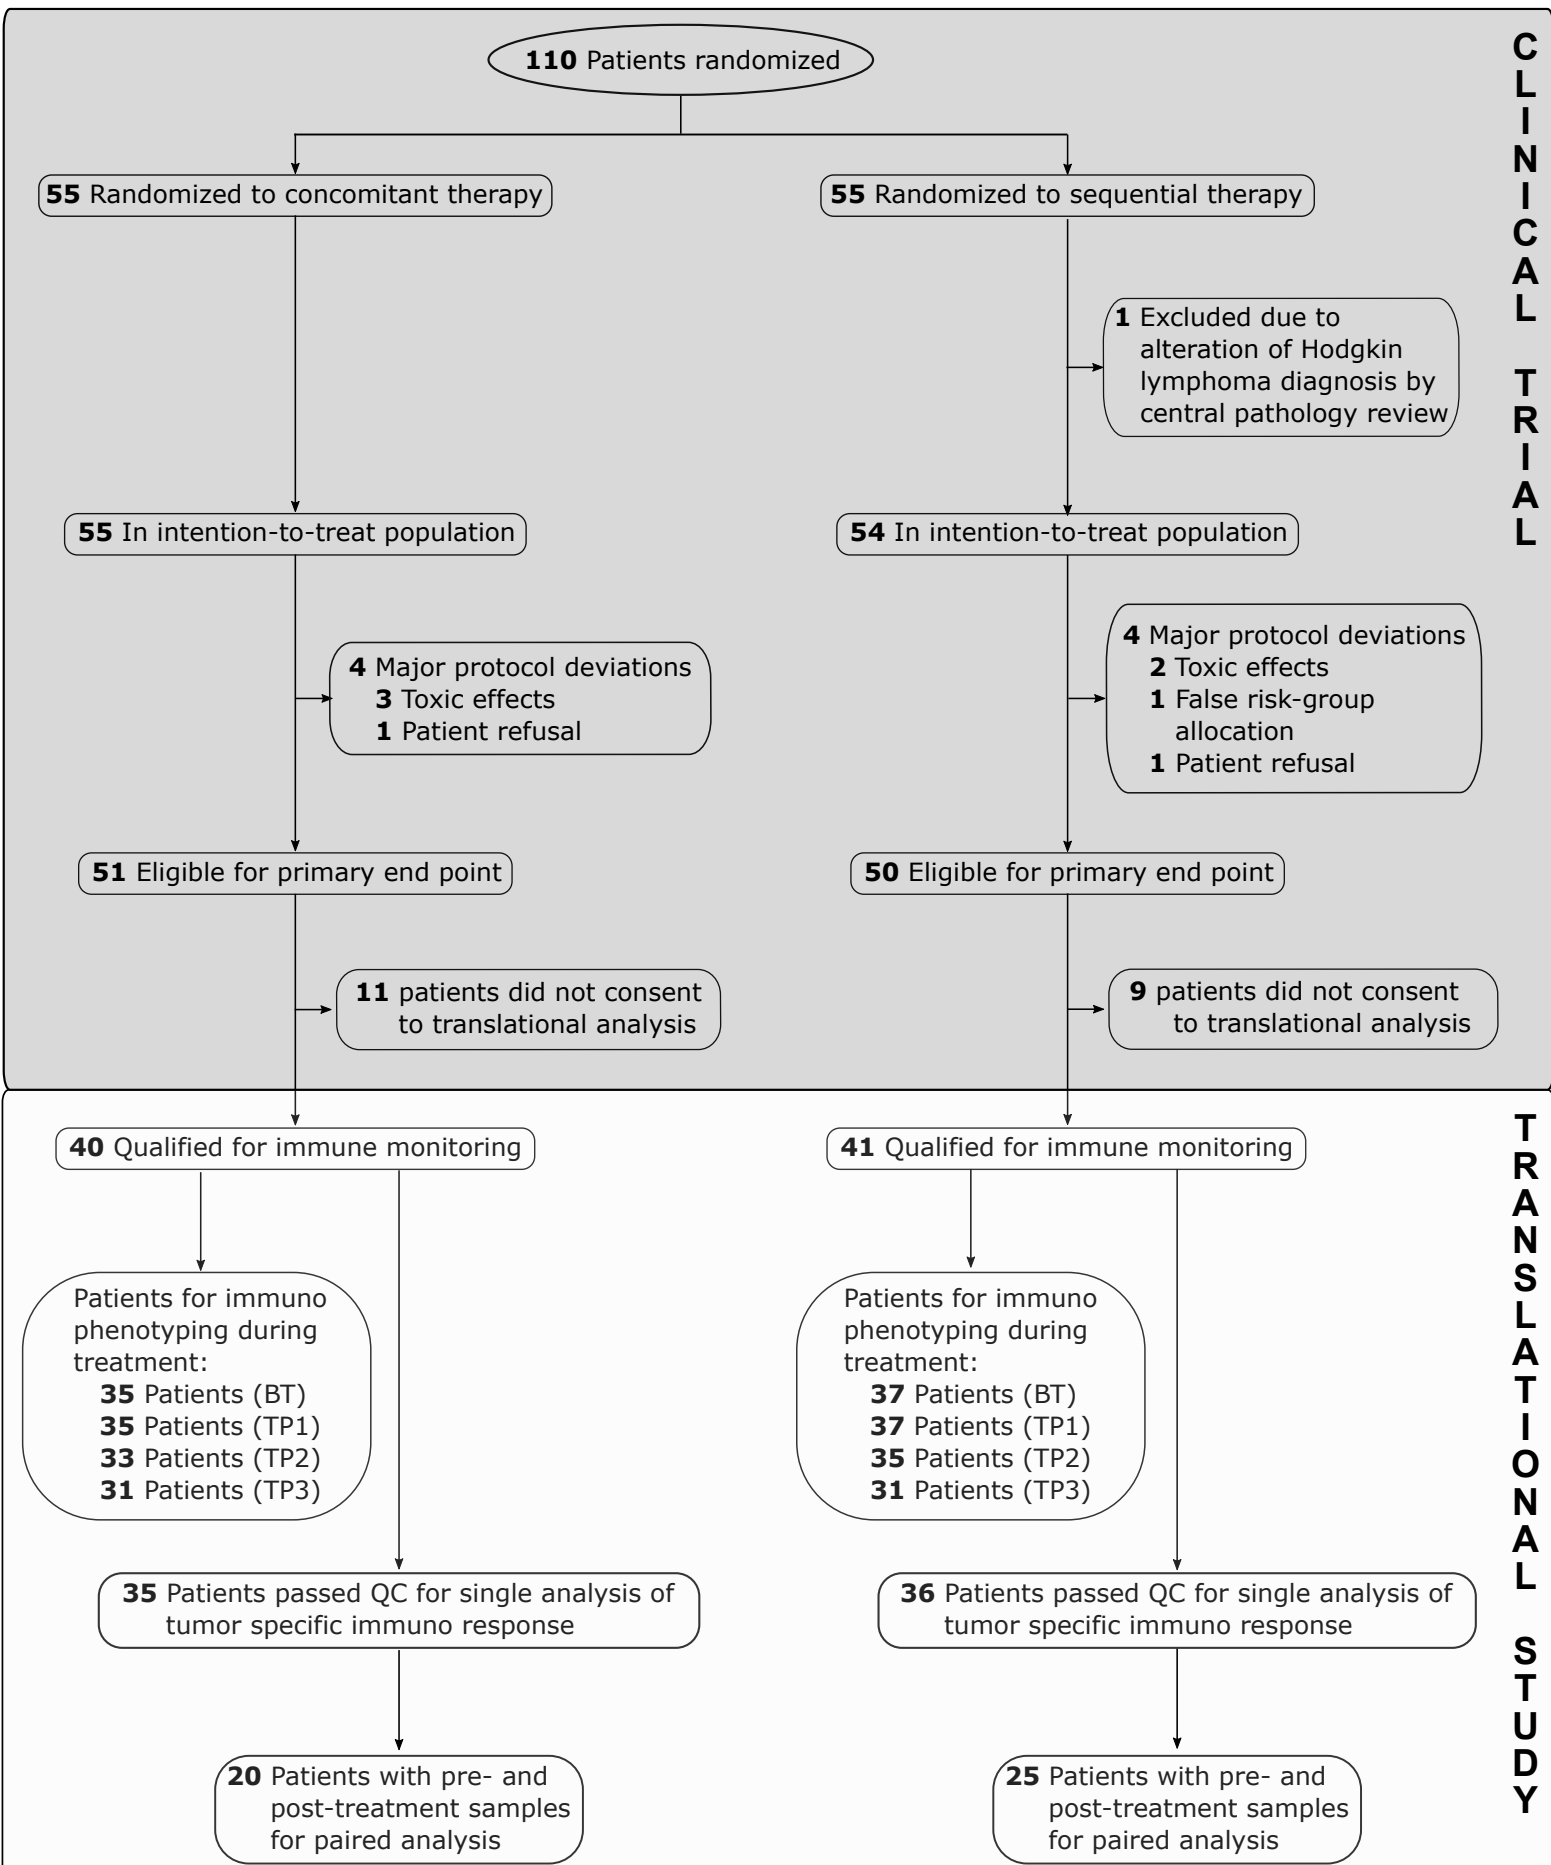 110 Patients randomized
55 Randomized to concomitant therapy
55 Randomized to sequential therapy
1 Excluded due to
alteration of Hodgkin
lymphoma diagnosis by
central pathology review
55 In intention-to-treat population
54 In intention-to-treat population
4 Major protocol deviations
3 Toxic effects
1 Patient refusal
4 Major protocol deviations
2 Toxic effects
1 False risk-group
allocation
1 Patient refusal
51 Eligible for primary end point
50 Eligible for primary end point
11 patients did not consent
to translational analysis
9 patients did not consent
to translational analysis
CLINICAL TRIAL
40 Qualified for immune monitoring
41 Qualified for immune monitoring
Patients for immuno
phenotyping during
treatment:
35 Patients (BT)
35 Patients (TP1)
33 Patients (TP2)
31 Patients (TP3)
Patients for immuno
phenotyping during
treatment:
37 Patients (BT)
37 Patients (TP1)
35 Patients (TP2)
31 Patients (TP3)
35 Patients passed QC for single analysis of
tumor specific immuno response
36 Patients passed QC for single analysis of
tumor specific immuno response
20 Patients with pre- and
post-treatment samples
for paired analysis
25 Patients with pre- and
post-treatment samples
for paired analysis
TRANSLATIONAL STUDY